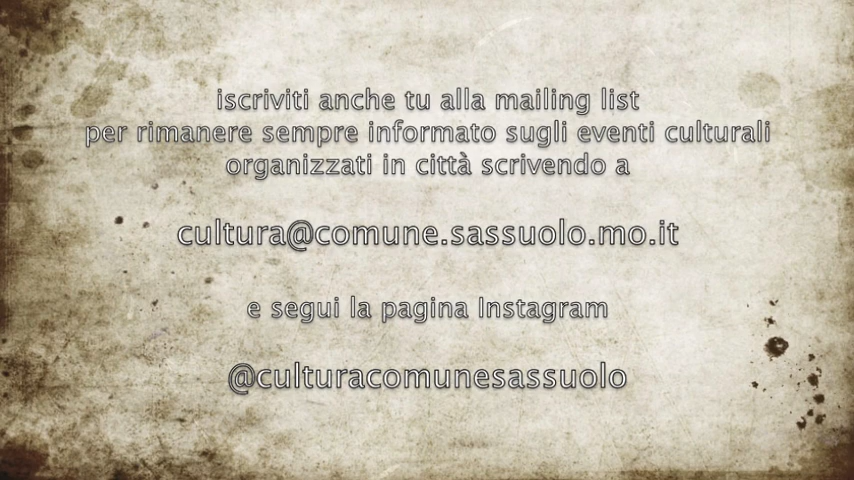 iscriviti anche tu alla mailing list
per rimanere sempre informato sugli eventi culturali
organizzati in città scrivendo a
cultura@comune.sassuolo.mo.it
e segui la pagina Instagram
@culturacomunesassuolo